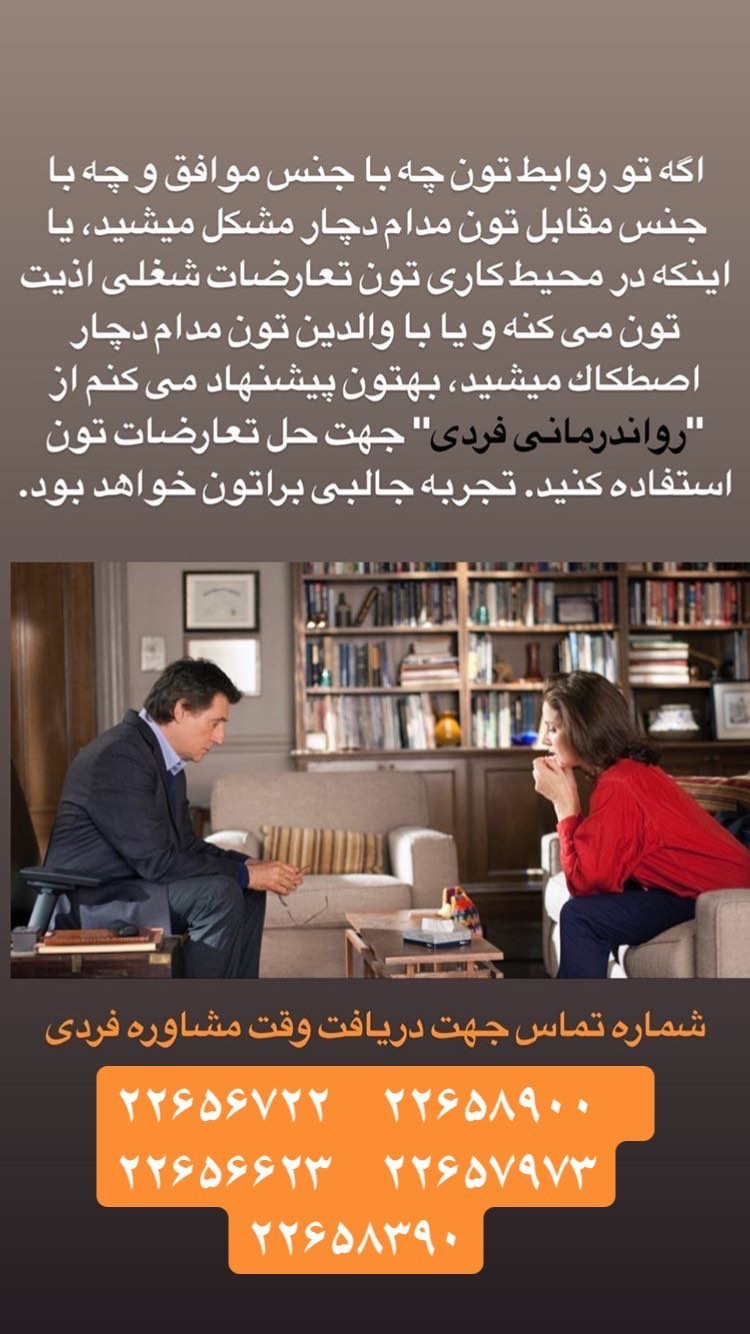 اگه تو روابط تون چه با جنس موافق و چه با
جنس مقابل تون مدام دچار مشکل میشید، یا
اینکه در محیط کاری تون تعارضات شغلی اذیت
تون می کنه و یا با والدین تون مدام دچار
اصطکاك میشید، بهتون پیشنهاد می کنم از
"رواندرمانی فردی" جهت حل تعارضات تون
استفاده کنید. تجربه جالبی براتون خواهد بود.
شماره تماس جهت دریافت وقت مشاوره فردی
۲۲۶۵۶۷۲۲ ۲۲۶۵۸۹۰۰
۲۲۶۵۶۶۲۳ ۲۲۶۵۷۹۷۳
۲۲۶۵۸۳۹۰